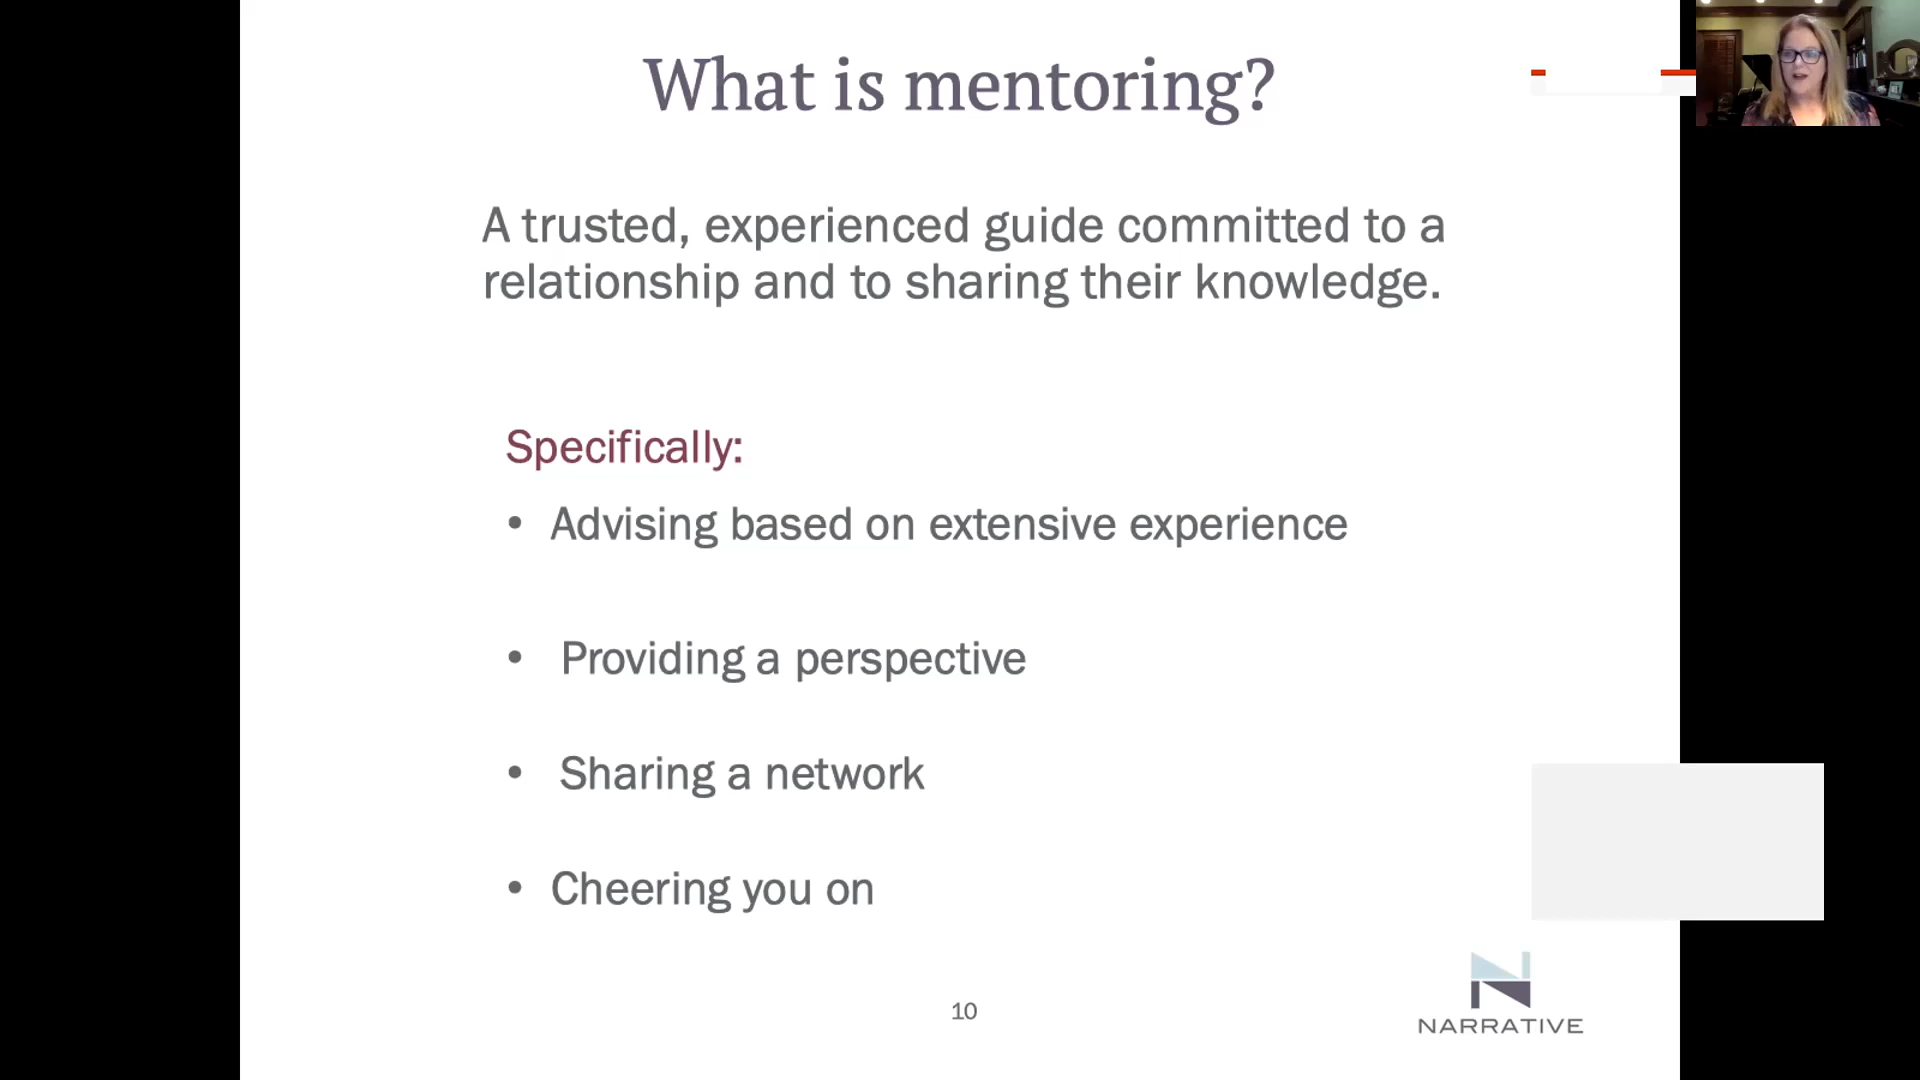 What is mentoring?
A trusted, experienced guide committed to a
relationship and to sharing their knowledge.
Specifically:
• Advising based on extensive experience
• Providing a perspective
• Sharing a network
• Cheering you on
10
NARRATIVE